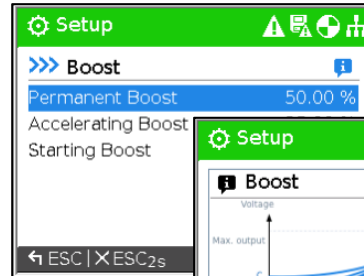 Setup
>>> Boost
Permanent Boost 50.00 %
Accelerating Boost
Starting Boost
ESC | ESC2s
Setup
Boost
Voltage
Max. output